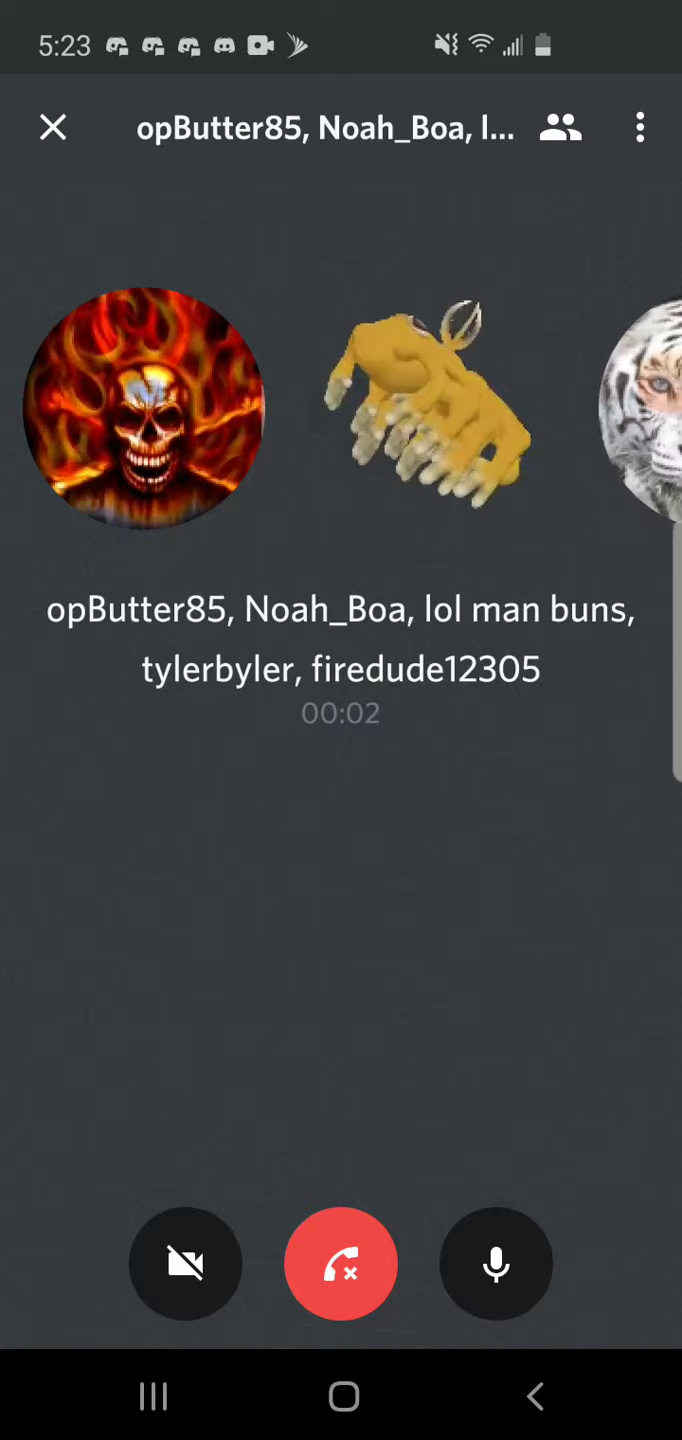 5:23
opButter85, Noah_Boa, l...
opButter85, Noah_Boa, lol man buns,
tylerbyler, firedude12305
00:02